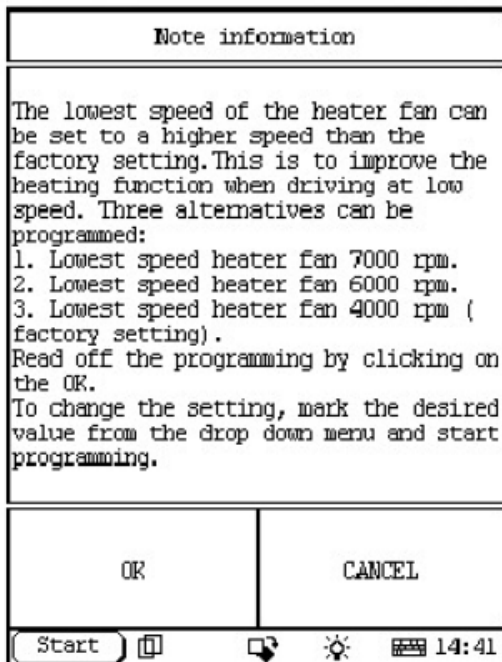 Note information
The lowest speed of the heater fan can
be set to a higher speed than the
factory setting.This is to improve the
heating function when driving at low
speed. Three alternatives can be
programmed:
1. Lowest speed heater fan 7000 rpm.
2. Lowest speed heater fan 6000 rpm.
3. Lowest speed heater fan 4000 rpm (
factory setting).
Read off the programming by clicking on
the OK.
To change the setting, mark the desired
value from the drop down menu and start
programming.
OK CANCEL
Start 14:41